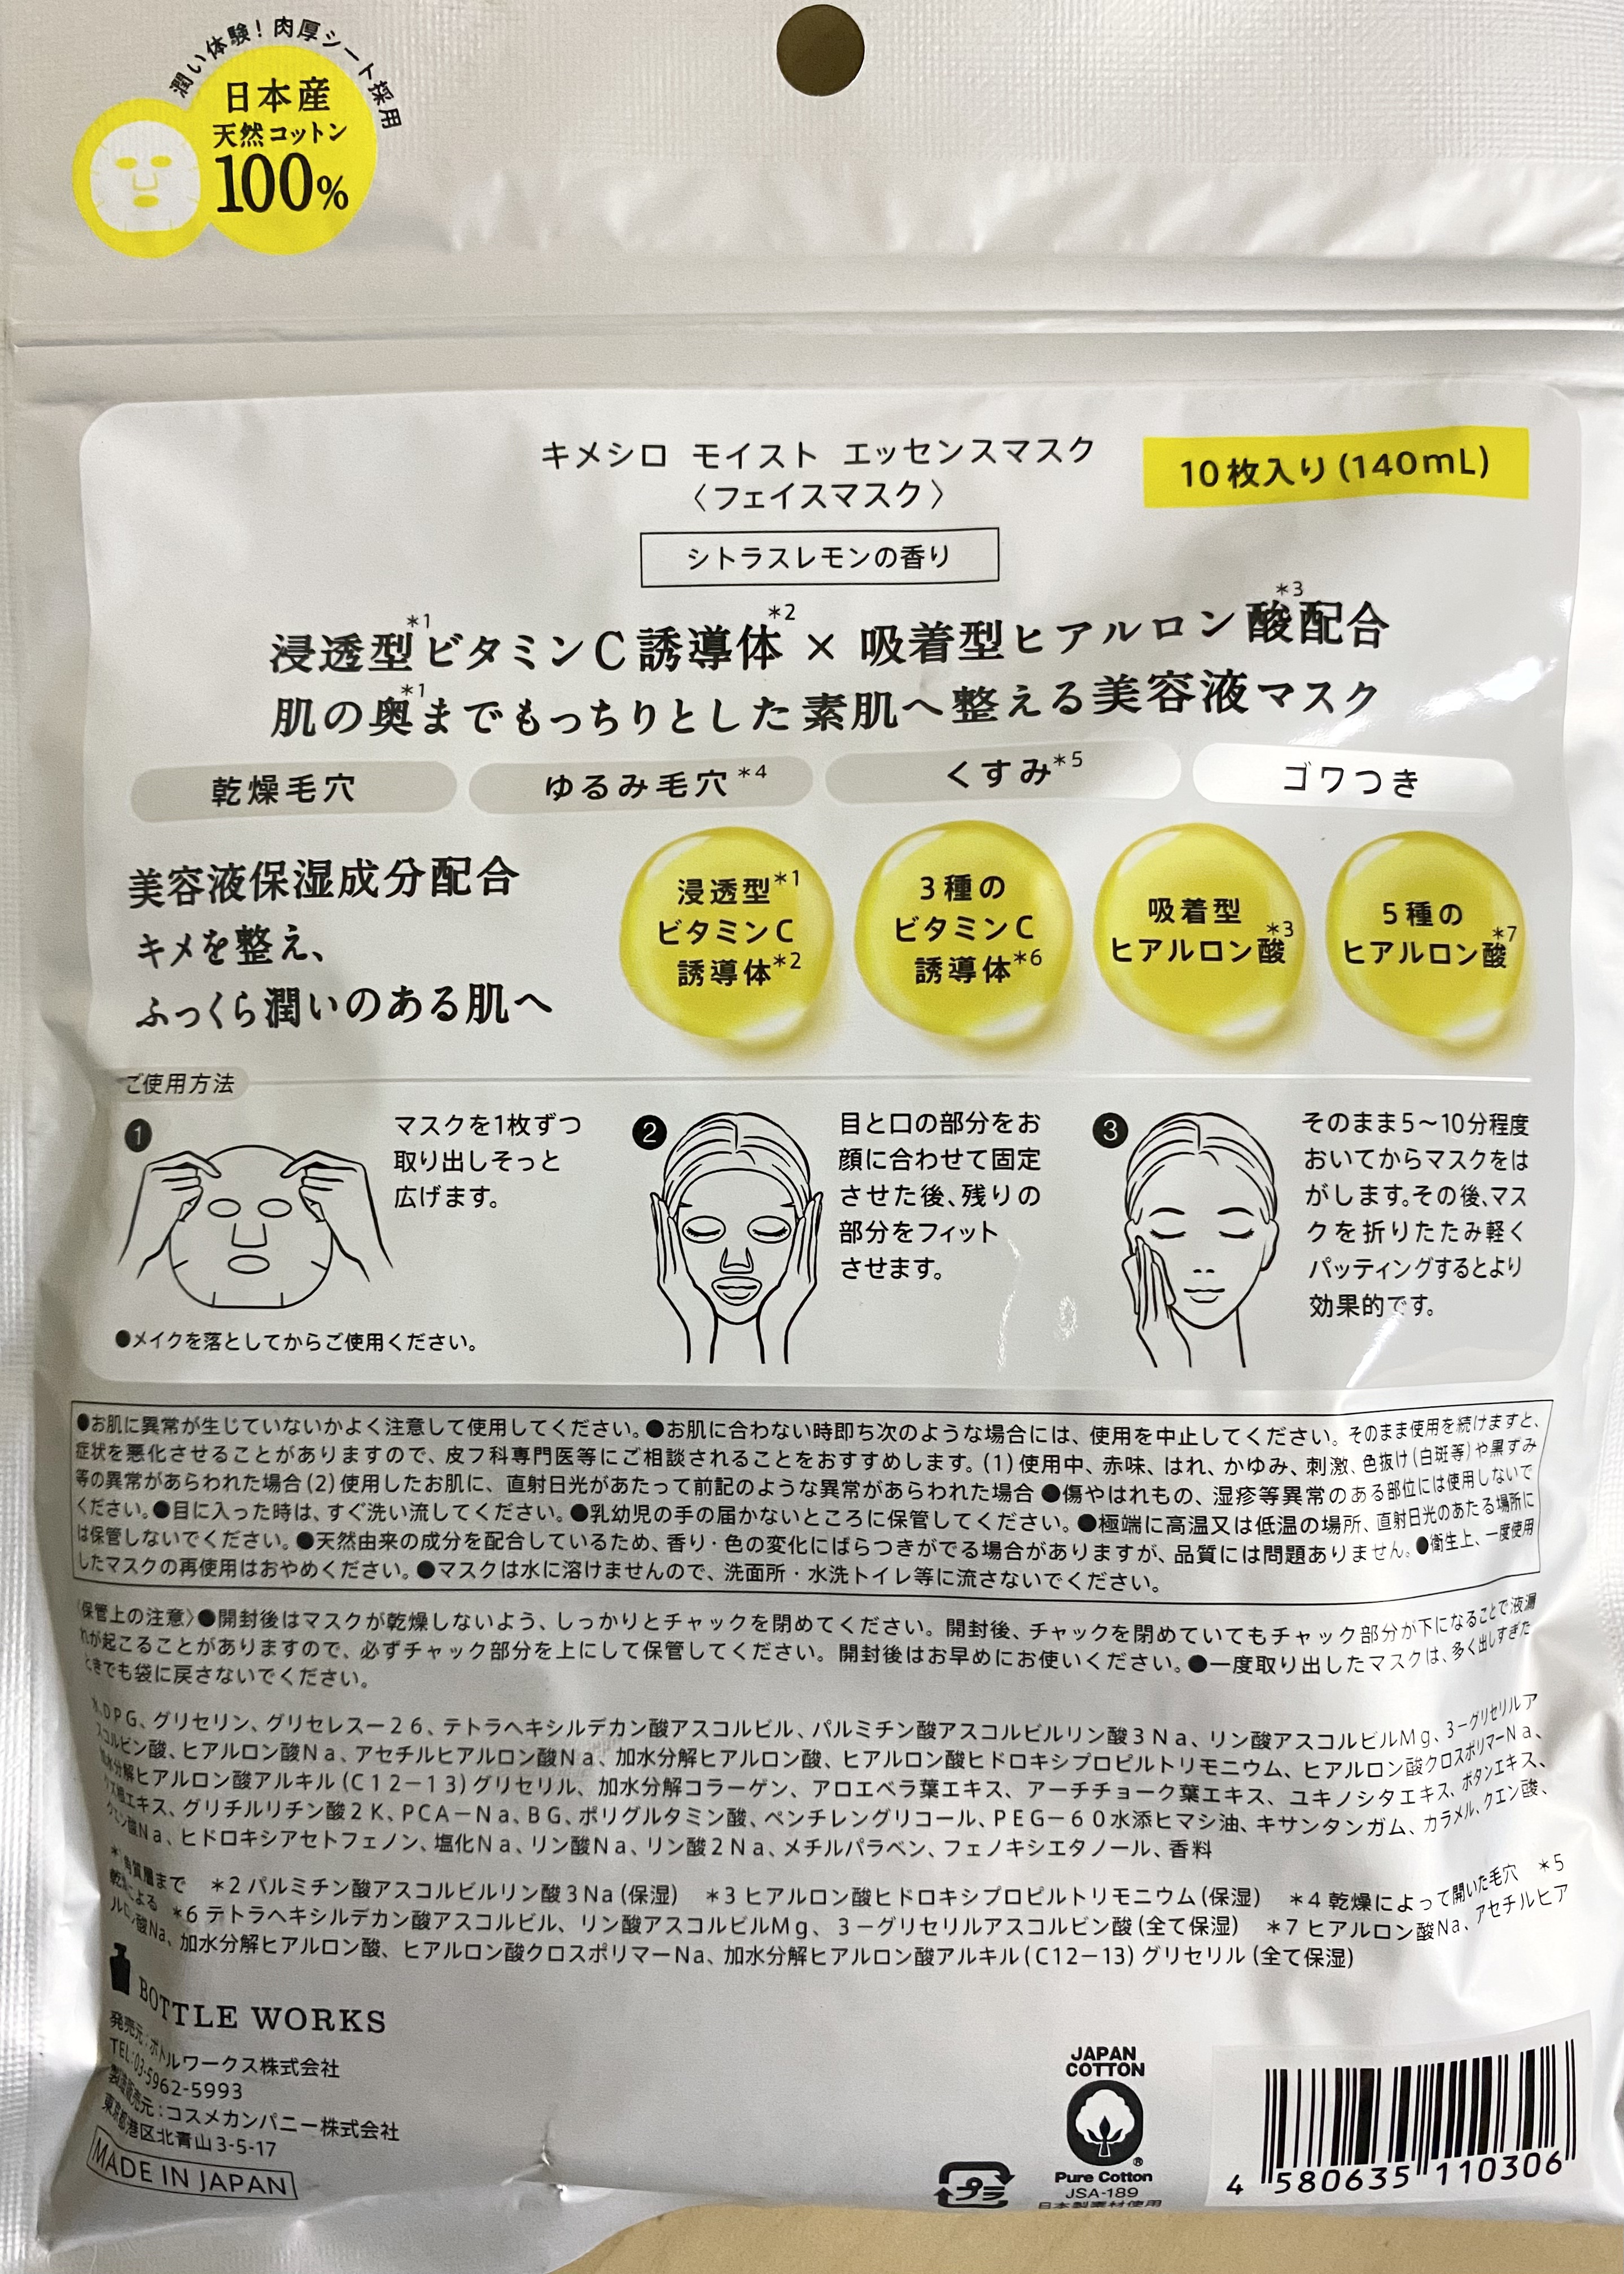 潤い体験！肉厚シート採用
日本産
天然コットン
100%
キメシロ モイスト エッセンスマスク
〈フェイスマスク〉
10枚入り(140mL)
シトラスレモンの香り
浸透型*1ビタミンC誘導体*2×吸着型ヒアルロン酸*3配合
肌の奥*1までもっちりとした素肌へ整える美容液マスク
乾燥毛穴 ゆるみ毛穴*4 くすみ*5 ゴワつき
美容液保湿成分配合
キメを整え、
ふっくら潤いのある肌へ
浸透型*1
ビタミンC
誘導体*2
3種の
ビタミンC
誘導体*6
吸着型
ヒアルロン酸*3
5種の
ヒアルロン酸*7
ご使用方法
1
マスクを1枚ずつ
取り出しそっと
広げます。
●メイクを落としてからご使用ください。
2
目と口の部分をお
顔に合わせて固定
させた後、残りの
部分をフィット
させます。
3
そのまま5～10分程度
おいてからマスクをは
がします。その後、マス
クを折りたたみ軽く
パッティングするとより
効果的です。
●お肌に異常が生じていないかよく注意して使用してください。●お肌に合わない時即ち次のような場合には、使用を中止してください。そのまま使用を続けますと、
症状を悪化させることがありますので、皮フ科専門医等にご相談されることをおすすめします。(1)使用中、赤味、はれ、かゆみ、刺激、色抜け(白斑等)や黒ずみ
等の異常があらわれた場合(2)使用したお肌に、直射日光があたって前記のような異常があらわれた場合●傷やはれもの、湿疹等異常のある部位には使用しないで
ください。●目に入った時は、すぐ洗い流してください。●乳幼児の手の届かないところに保管してください。●極端に高温又は低温の場所、直射日光のあたる場所に
は保管しないでください。●天然由来の成分を配合しているため、香り・色の変化にばらつきがでる場合がありますが、品質には問題ありません。●衛生上、一度使用
したマスクの再使用はおやめください。●マスクは水に溶けませんので、洗面所・水洗トイレ等に流さないでください。
〈保管上の注意〉●開封後はマスクが乾燥しないよう、しっかりとチャックを閉めてください。開封後、チャックを閉めていてもチャック部分が下になることで液漏
れが起こることがありますので、必ずチャック部分を上にして保管してください。開封後はお早めにお使いください。●一度取り出したマスクは、多く出しすぎた
ときでも袋に戻さないでください。
水、DPG、グリセリン、グリセレス－26、テトラヘキシルデカン酸アスコルビル、パルミチン酸アスコルビルリン酸3Na、リン酸アスコルビルMg、3－グリセリルア
スコルビン酸、ヒアルロン酸Na、アセチルヒアルロン酸Na、加水分解ヒアルロン酸、ヒアルロン酸ヒドロキシプロピルトリモニウム、ヒアルロン酸クロスポリマーNa、
加水分解ヒアルロン酸アルキル(C12－13)グリセリル、加水分解コラーゲン、アロエベラ葉エキス、アーチチョーク葉エキス、ユキノシタエキス、ボタンエキス、
クズ根エキス、グリチルリチン酸2K、PCA－Na、BG、ポリグルタミン酸、ペンチレングリコール、PEG－60水添ヒマシ油、キサンタンガム、カラメル、クエン酸、
クエン酸Na、ヒドロキシアセトフェノン、塩化Na、リン酸Na、リン酸2Na、メチルパラベン、フェノキシエタノール、香料
*1角質層まで *2パルミチン酸アスコルビルリン酸3Na(保湿) *3ヒアルロン酸ヒドロキシプロピルトリモニウム(保湿) *4乾燥によって開いた毛穴 *5
乾燥による *6テトラヘキシルデカン酸アスコルビル、リン酸アスコルビルMg、3－グリセリルアスコルビン酸(全て保湿) *7ヒアルロン酸Na、アセチルヒア
ルロン酸Na、加水分解ヒアルロン酸、ヒアルロン酸クロスポリマーNa、加水分解ヒアルロン酸アルキル(C12－13)グリセリル(全て保湿)
BOTTLE WORKS
発売元:ボトルワークス株式会社
TEL:03-5962-5993
製造販売元:コスメカンパニー株式会社
東京都港区北青山3-5-17
MADE IN JAPAN
プラ
JAPAN
COTTON
®
Pure Cotton
JSA-189
日本製素材使用
4 580635 110306